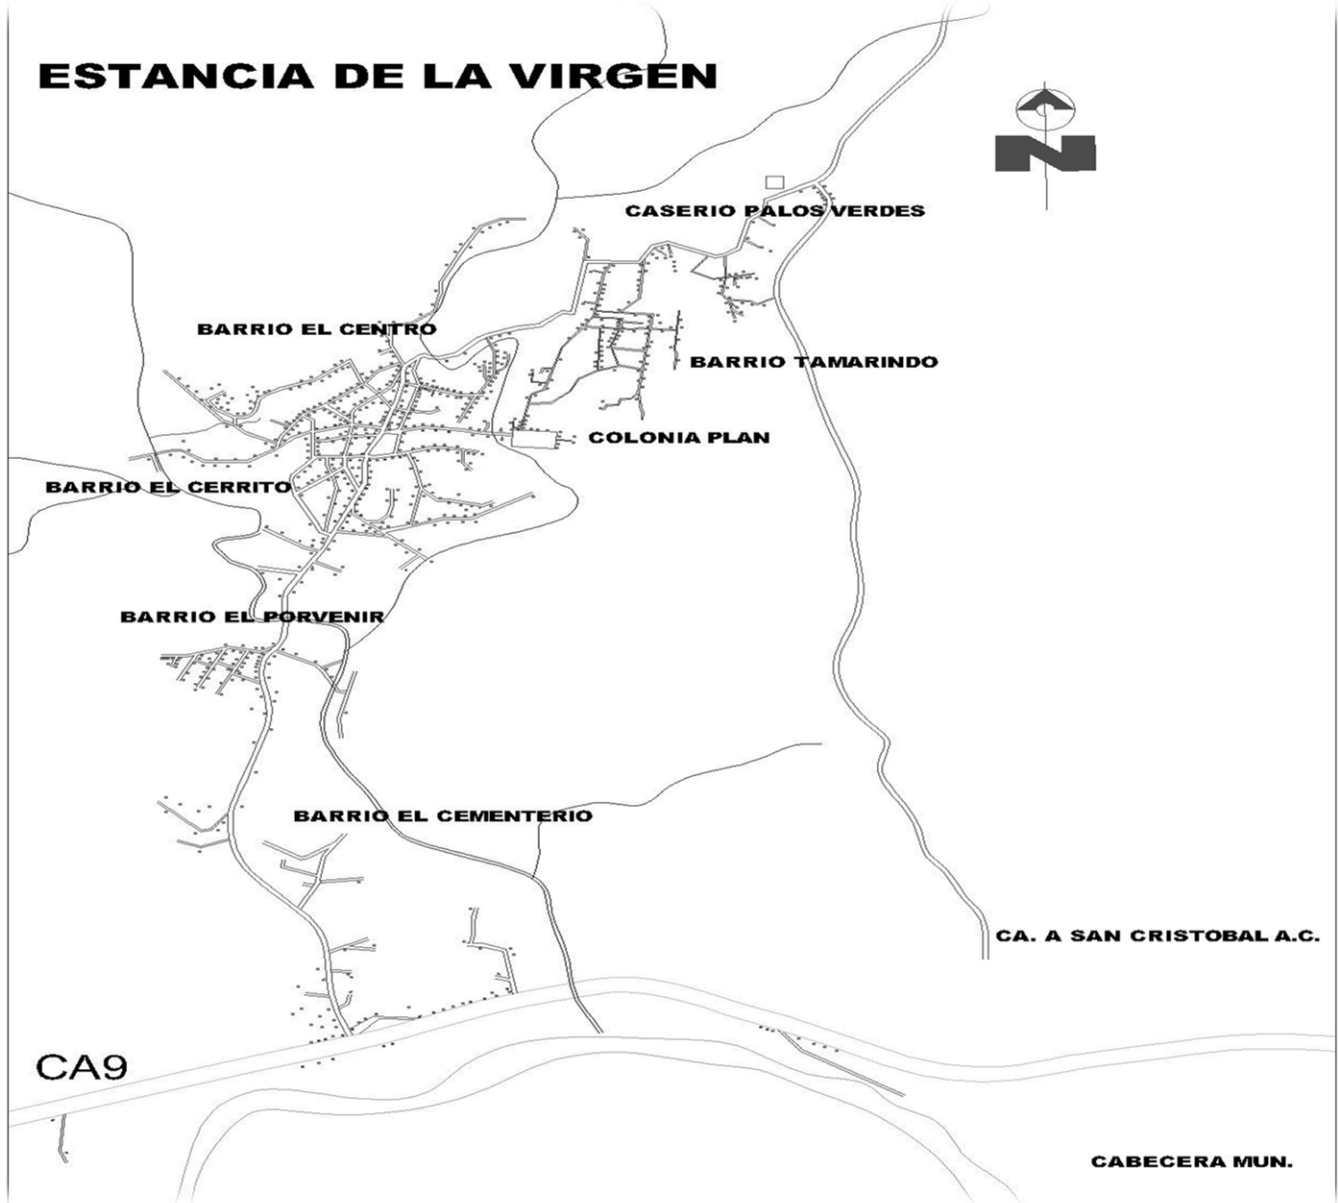 ESTANCIA DE LA VIRGEN
N
CASERIO PALOS VERDES
BARRIO EL CENTRO
BARRIO TAMARINDO
COLONIA PLAN
BARRIO EL CERRITO
BARRIO EL PORVENIR
BARRIO EL CEMENTERIO
CA. A SAN CRISTOBAL A.C.
CA9
CABECERA MUN.